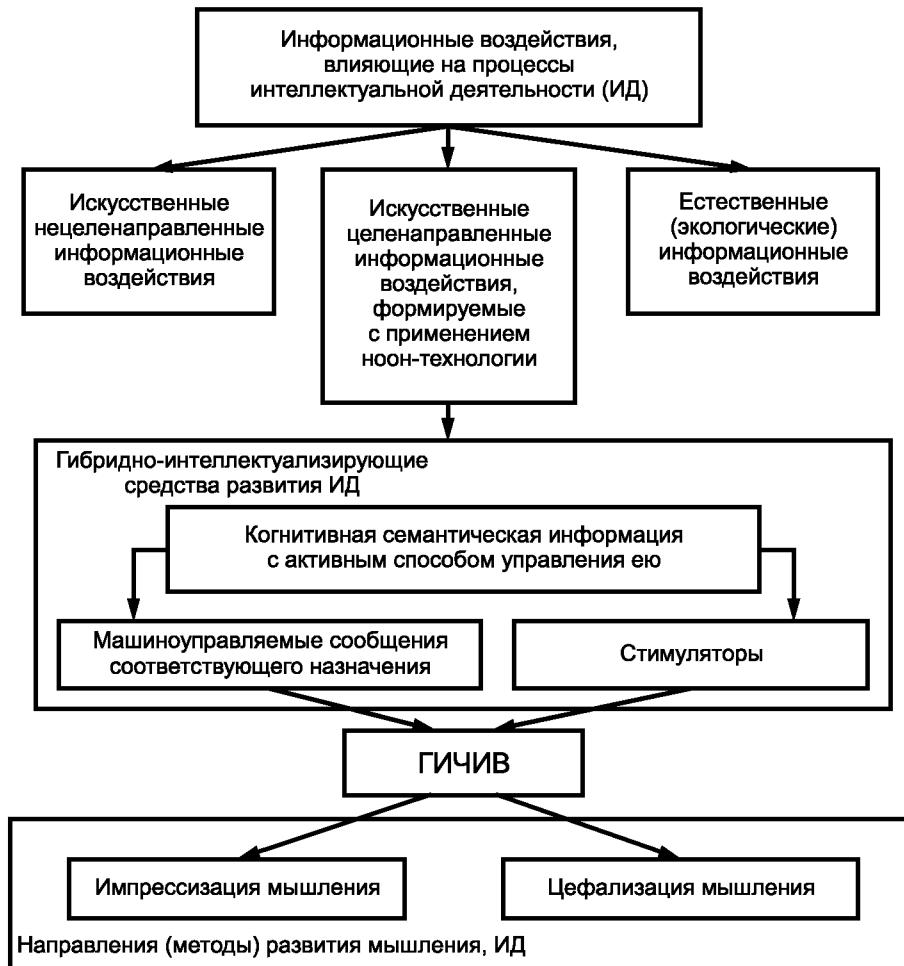 Информационные воздействия,
влияющие на процессы
интеллектуальной деятельности (ИД)
Искусственные
нецеленаправленные
информационные
воздействия
Искусственные
целенаправленные
информационные
воздействия,
формируемые
с применением
ноон-технологии
Естественные
(экологические)
информационные
воздействия
Гибридно-интеллектуализирующие
средства развития ИД
Когнитивная семантическая информация
с активным способом управления ею
Машиноуправляемые сообщения
соответствующего назначения
Стимуляторы
ГИЧИВ
Импрессизация мышления
Цефализация мышления
Направления (методы) развития мышления, ИД